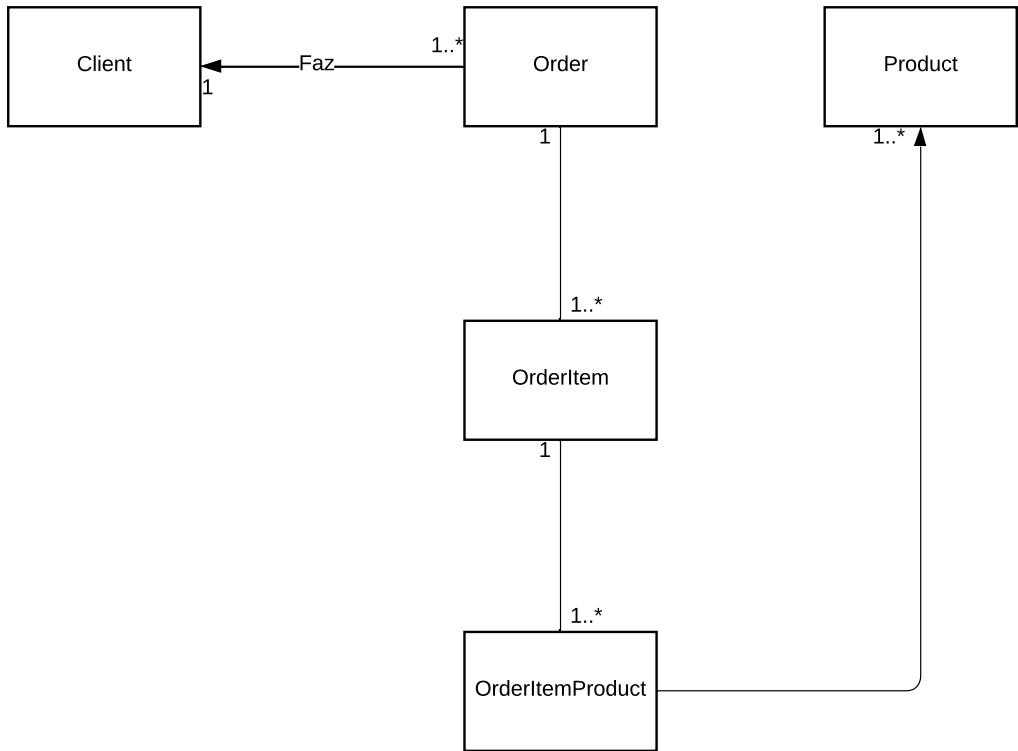 Client
Faz
1..*
1
Order
1
Product
1..*
1..*
OrderItem
1
1..*
OrderItemProduct